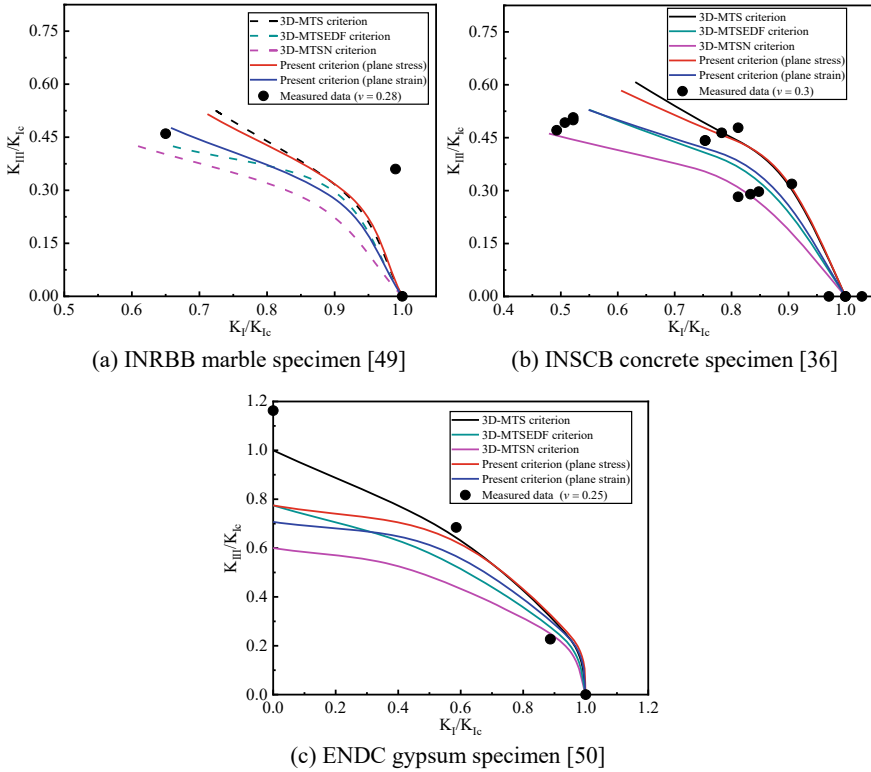 0.75
0.60
0.45
0.30
0.15
0.00
K_III/K_Ic
3D-MTS criterion
3D-MTSEDF criterion
3D-MTSN criterion
Present criterion (plane stress)
Present criterion (plane strain)
Measured data (v = 0.28)
0.5 0.6 0.7 0.8 0.9 1.0
K_I/K_Ic
(a) INRBB marble specimen [49]
0.75
0.60
0.45
0.30
0.15
0.00
K_III/K_Ic
3D-MTS criterion
3D-MTSEDF criterion
3D-MTSN criterion
Present criterion (plane stress)
Present criterion (plane strain)
Measured data (v = 0.3)
0.4 0.5 0.6 0.7 0.8 0.9 1.0
K_I/K_Ic
(b) INSCB concrete specimen [36]
1.2
1.0
0.8
0.6
0.4
0.2
0.0
K_III/K_Ic
3D-MTS criterion
3D-MTSEDF criterion
3D-MTSN criterion
Present criterion (plane stress)
Present criterion (plane strain)
Measured data (v = 0.25)
0.0 0.2 0.4 0.6 0.8 1.0 1.2
K_I/K_Ic
(c) ENDC gypsum specimen [50]